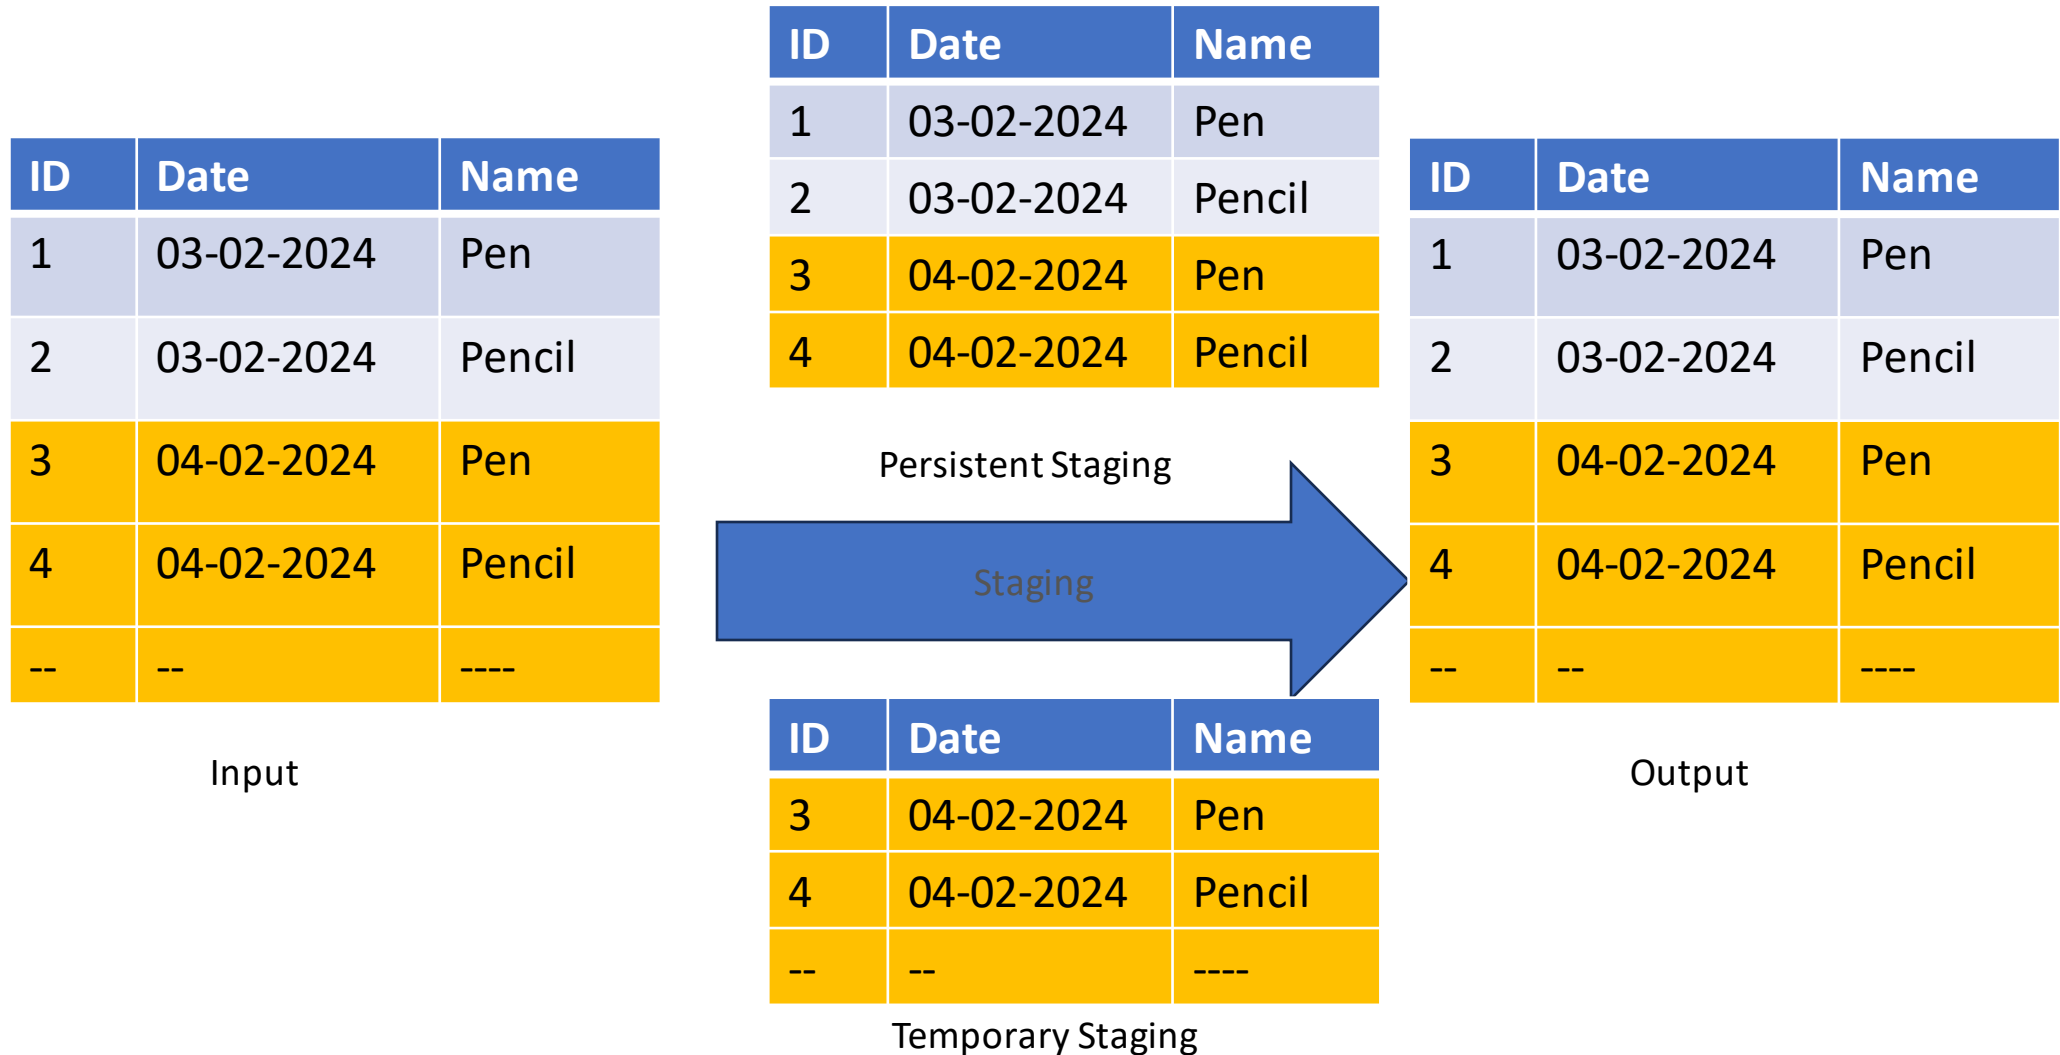 ID Date Name
1 03-02-2024 Pen
2 03-02-2024 Pencil
3 04-02-2024 Pen
4 04-02-2024 Pencil
-- -- ----
Input
ID Date Name
1 03-02-2024 Pen
2 03-02-2024 Pencil
3 04-02-2024 Pen
4 04-02-2024 Pencil
Persistent Staging
Staging
ID Date Name
3 04-02-2024 Pen
4 04-02-2024 Pencil
-- -- ----
Temporary Staging
ID Date Name
1 03-02-2024 Pen
2 03-02-2024 Pencil
3 04-02-2024 Pen
4 04-02-2024 Pencil
-- -- ----
Output